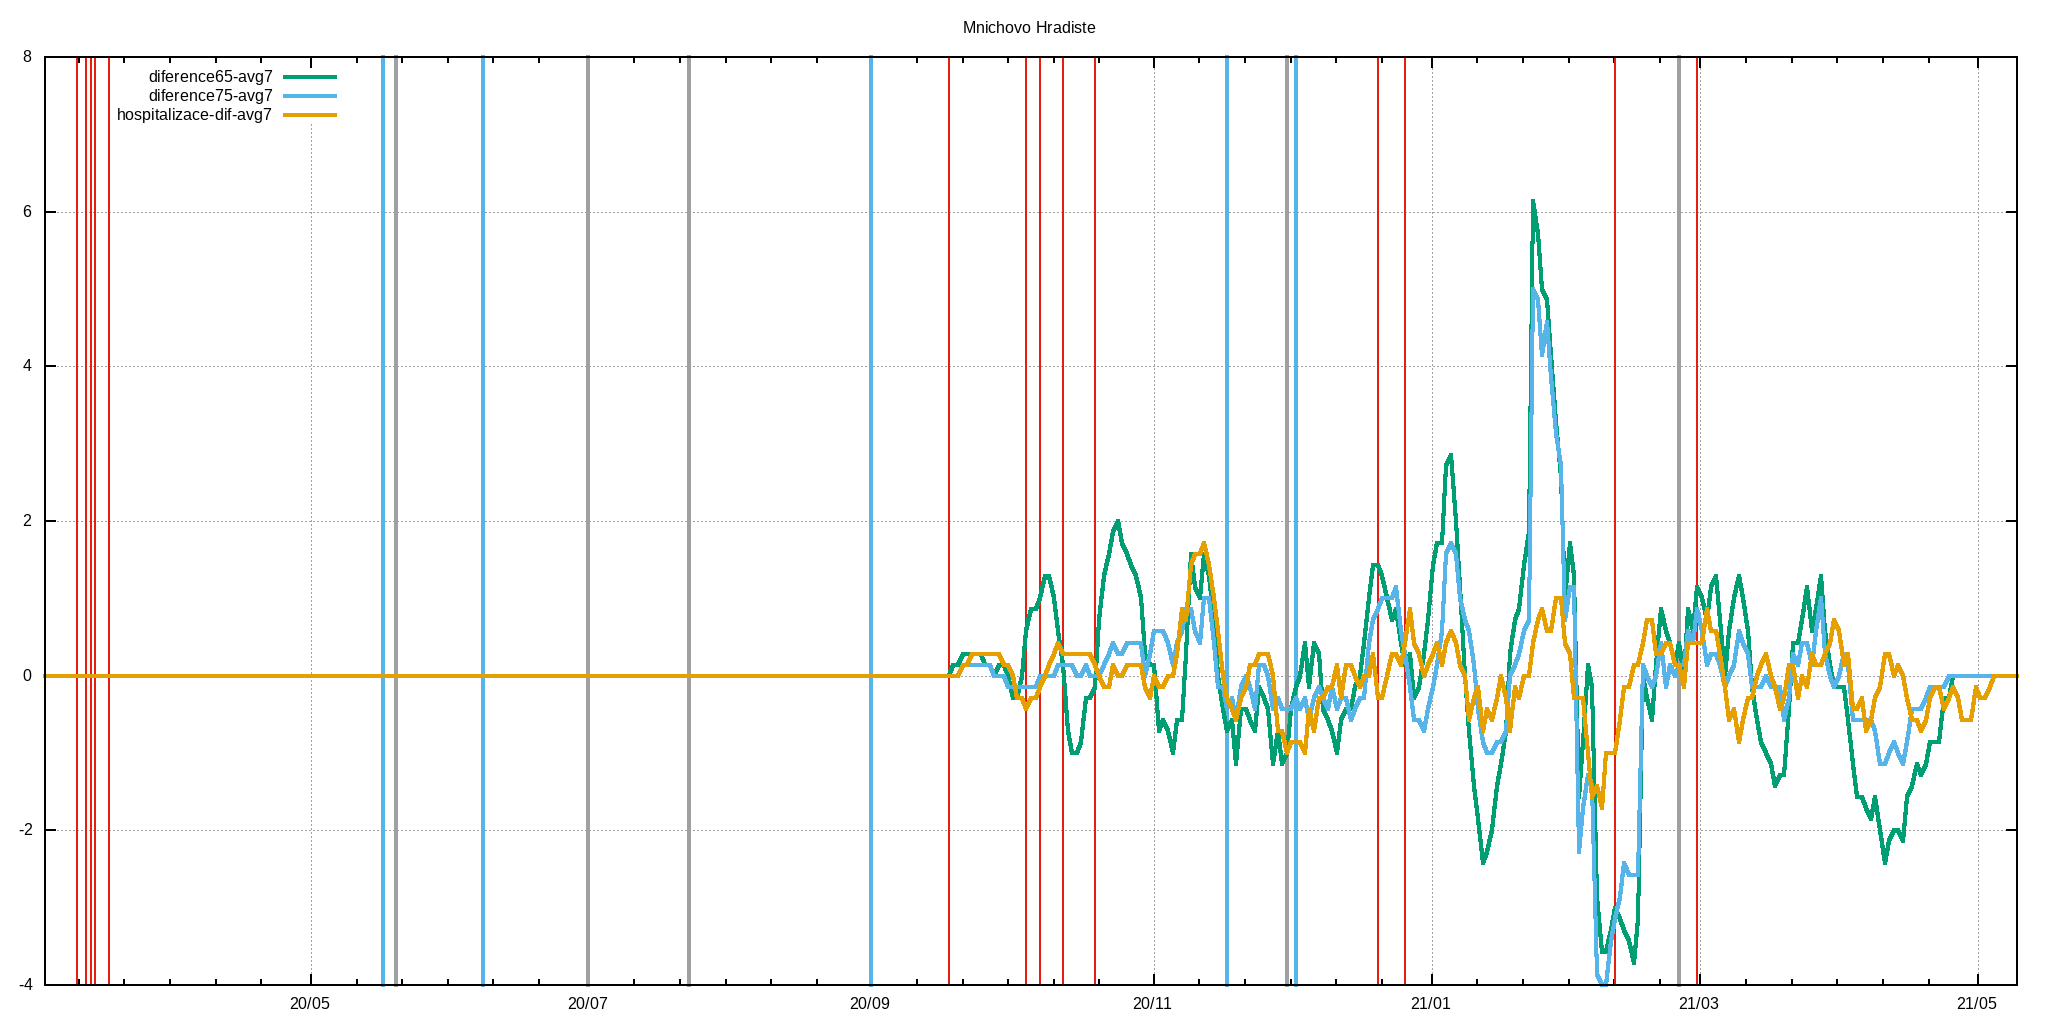 Mnichovo Hradiste
8
6
4
2
0
-2
-4
diference65-avg7
diference75-avg7
hospitalizace-dif-avg7
20/05 20/07 20/09 20/11 21/01 21/03 21/05